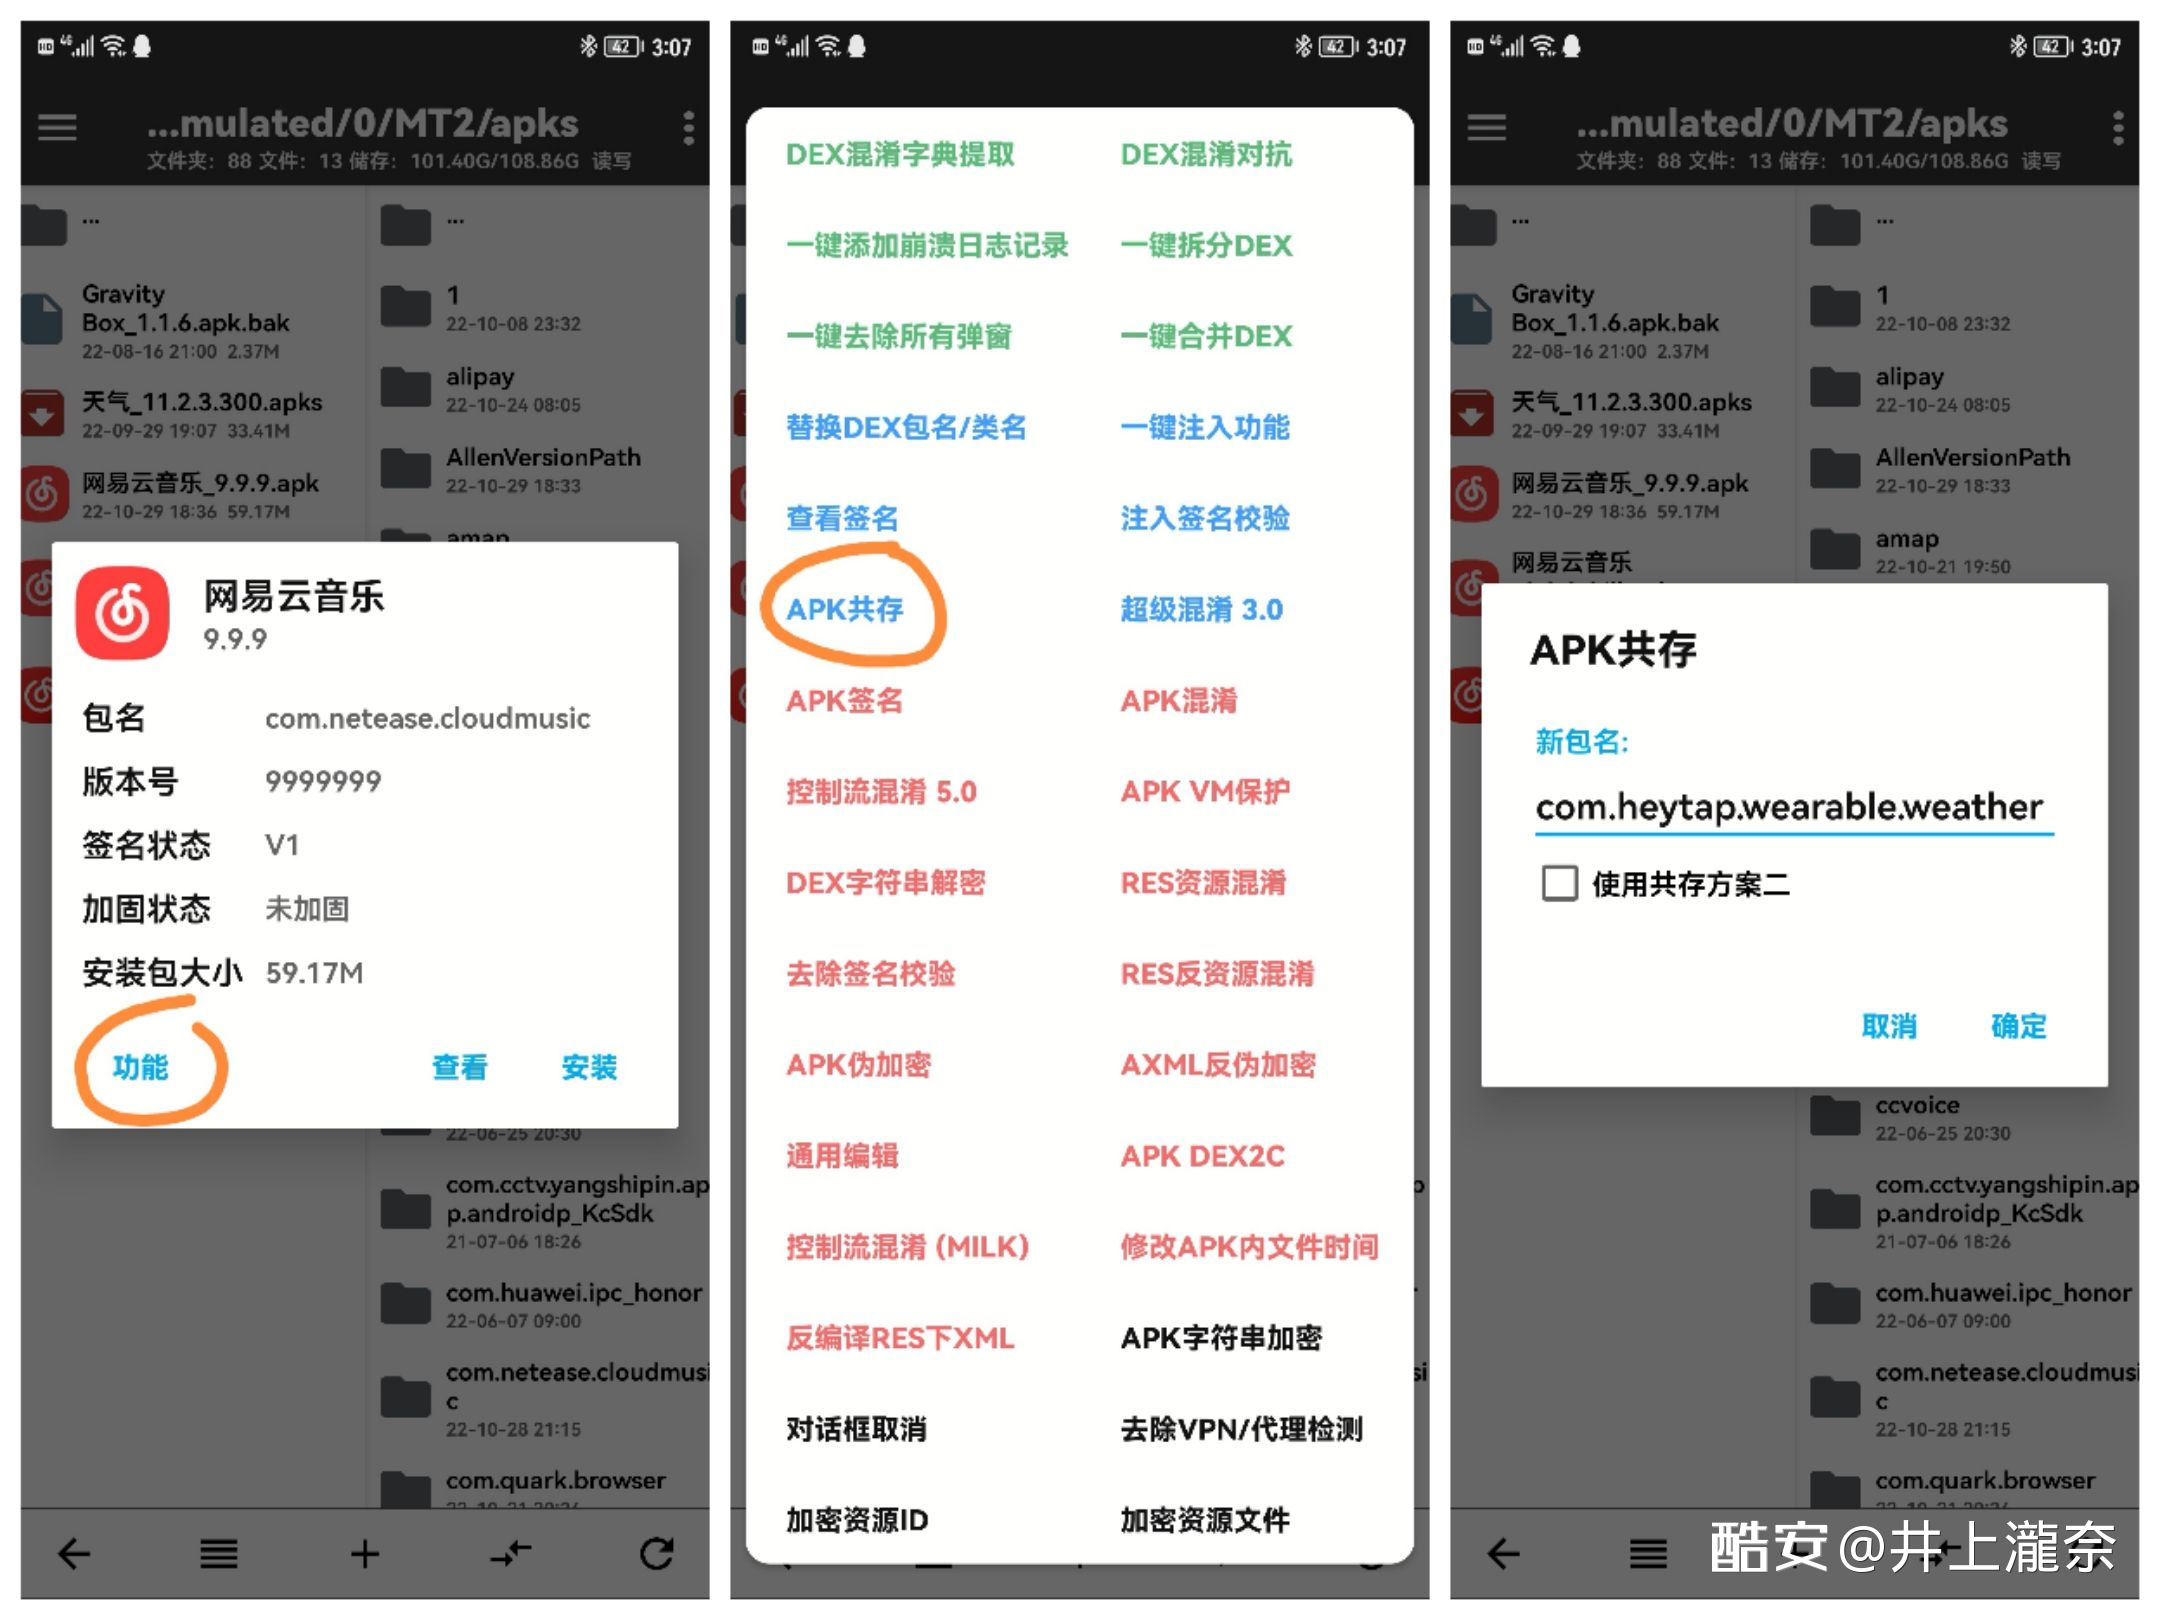 HD 4G 42 3:07
...mulated/0/MT2/apks
文件夹: 88 文件: 13 储存: 101.40G/108.86G 读写
...
Gravity
Box_1.1.6.apk.bak
22-08-16 21:00 2.37M
天气_11.2.3.300.apks
22-09-29 19:07 33.41M
网易云音乐_9.9.9.apk
22-10-29 18:36 59.17M
...
1
22-10-08 23:32
alipay
22-10-24 08:05
AllenVersionPath
22-10-29 18:33
amap
网易云音乐
9.9.9
包名 com.netease.cloudmusic
版本号 9999999
签名状态 V1
加固状态 未加固
安装包大小 59.17M
功能 查看 安装
22-06-25 20:30
com.cctv.yangshipin.ap
p.androidp_KcSdk
21-07-06 18:26
com.huawei.ipc_honor
22-06-07 09:00
com.netease.cloudmusi
c
22-10-28 21:15
com.quark.browser
HD 4G 42 3:07
DEX混淆字典提取 DEX混淆对抗
一键添加崩溃日志记录 一键拆分DEX
一键去除所有弹窗 一键合并DEX
替换DEX包名/类名 一键注入功能
查看签名 注入签名校验
APK共存 超级混淆 3.0
APK签名 APK混淆
控制流混淆 5.0 APK VM保护
DEX字符串解密 RES资源混淆
去除签名校验 RES反资源混淆
APK伪加密 AXML反伪加密
通用编辑 APK DEX2C
控制流混淆 (MILK) 修改APK内文件时间
反编译RES下XML APK字符串加密
对话框取消 去除VPN/代理检测
加密资源ID 加密资源文件
HD 4G 42 3:07
...mulated/0/MT2/apks
文件夹: 88 文件: 13 储存: 101.40G/108.86G 读写
...
Gravity
Box_1.1.6.apk.bak
22-08-16 21:00 2.37M
天气_11.2.3.300.apks
22-09-29 19:07 33.41M
网易云音乐_9.9.9.apk
22-10-29 18:36 59.17M
网易云音乐
...
1
22-10-08 23:32
alipay
22-10-24 08:05
AllenVersionPath
22-10-29 18:33
amap
22-10-21 19:50
APK共存
新包名:
com.heytap.wearable.weather
使用共存方案二
取消 确定
ccvoice
22-06-25 20:30
com.cctv.yangshipin.ap
p.androidp_KcSdk
21-07-06 18:26
com.huawei.ipc_honor
22-06-07 09:00
com.netease.cloudmusi
c
22-10-28 21:15
com.quark.browser
酷安@井上瀧奈